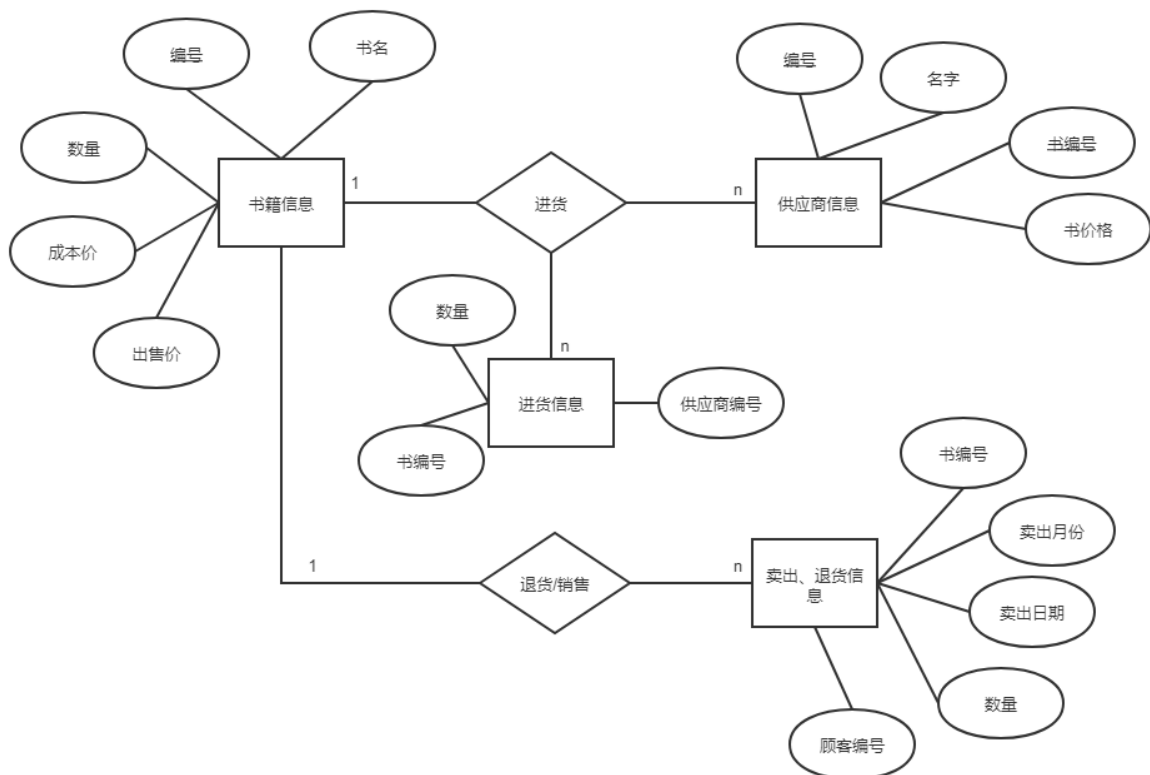 书名
编号
编号
名字
数量
书编号
1
n
书籍信息
进货
供应商信息
书价格
成本价
数量
出售价
n
进货信息
供应商编号
书编号
书编号
卖出月份
1
n
退货/销售
卖出、退货信
息
卖出日期
数量
顾客编号